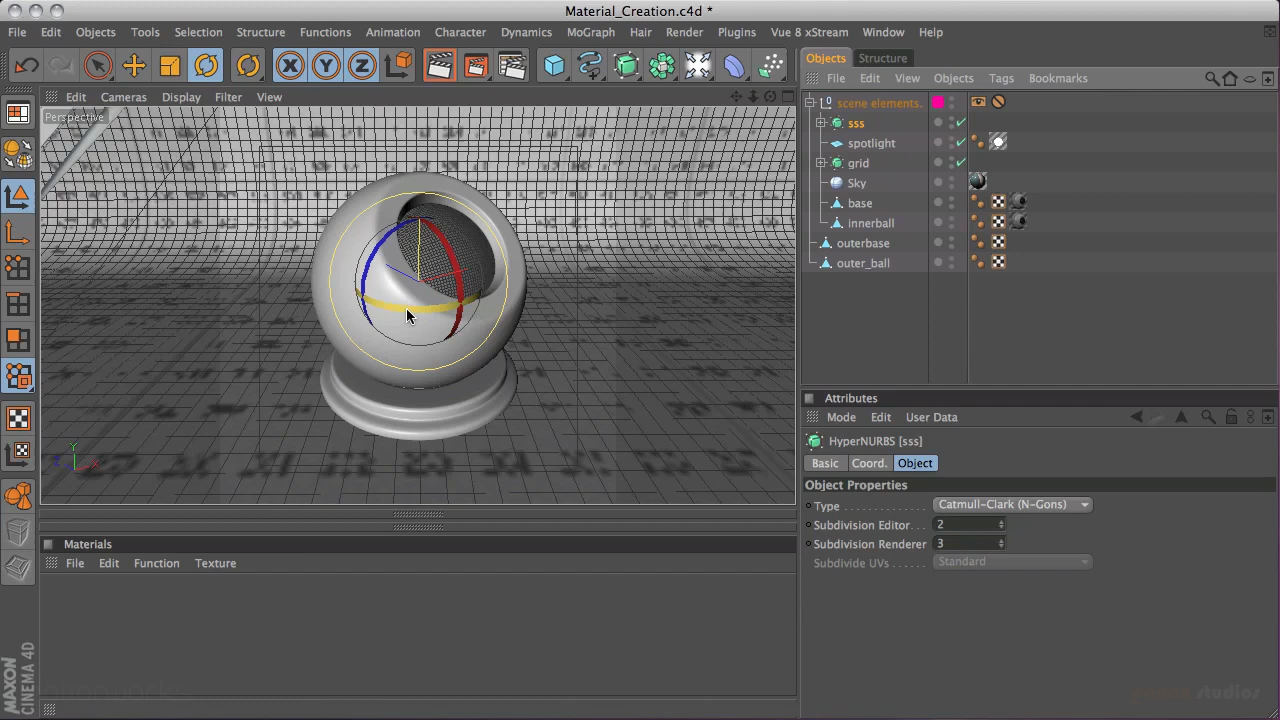 Material_Creation.c4d *
File Edit Objects Tools Selection Structure Functions Animation Character Dynamics MoGraph Hair Render Plugins Vue 8 xStream Window Help
X Y Z
Objects Structure
File Edit View Objects Tags Bookmarks
Edit Cameras Display Filter View
Perspective
scene elements.
sss
spotlight
grid
Sky
base
innerball
outerbase
outer_ball
Y
Z X
Attributes
Mode Edit User Data
HyperNURBS [sss]
Basic Coord. Object
Object Properties
Type Catmull-Clark (N-Gons)
Subdivision Editor. . . 2
Subdivision Renderer 3
Subdivide UVs . . . . . . Standard
Materials
File Edit Function Texture
MAXON
CINEMA 4D
studios